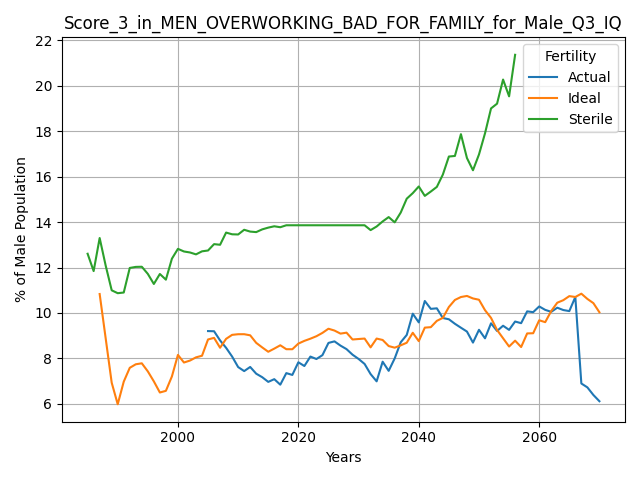 Score_3_in_MEN_OVERWORKING_BAD_FOR_FAMILY_for_Male_Q3_IQ
22
20
18
16
14
12
10
8
6
% of Male Population
Fertility
Actual
Ideal
Sterile
2000
2020
2040
2060
Years